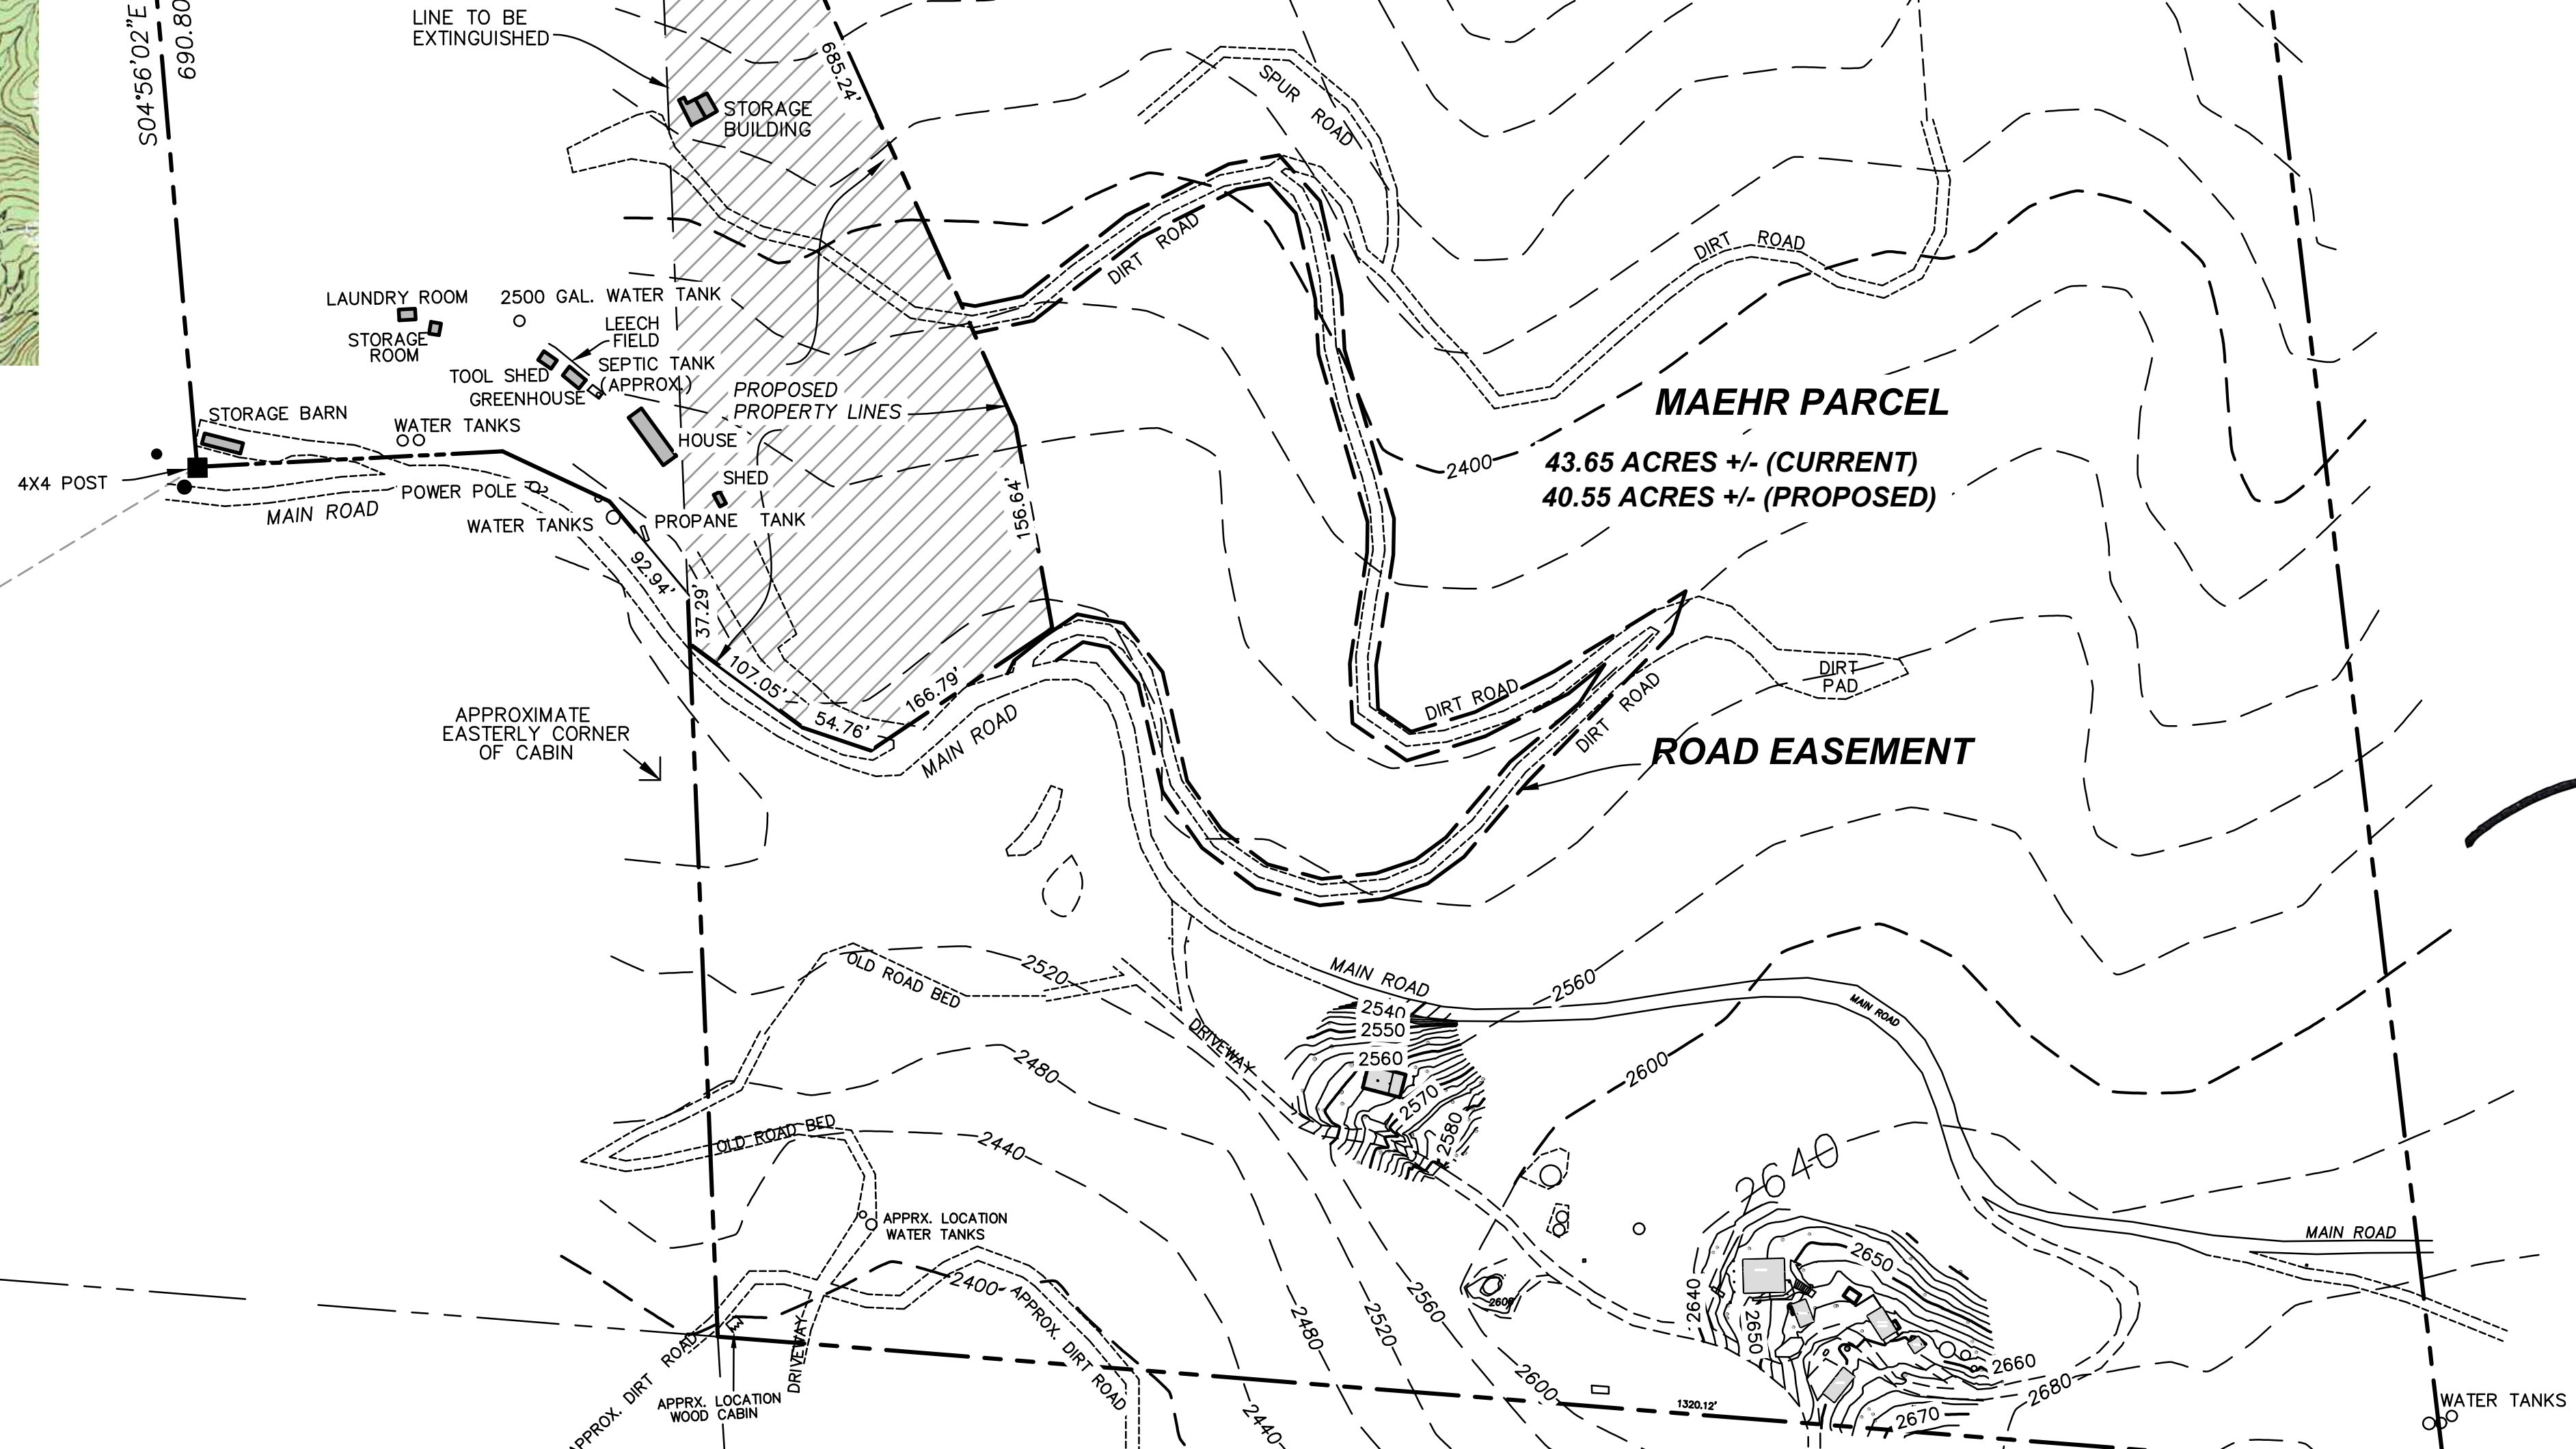 LINE TO BE
EXTINGUISHED
S04°56'02"E
690.80
685.24'
STORAGE
BUILDING
SPUR ROAD
DIRT ROAD
DIRT ROAD
LAUNDRY ROOM
2500 GAL. WATER TANK
STORAGE
ROOM
LEECH
FIELD
SEPTIC TANK
(APPROX.)
TOOL SHED
GREENHOUSE
PROPOSED
PROPERTY LINES
MAEHR PARCEL
43.65 ACRES +/- (CURRENT)
40.55 ACRES +/- (PROPOSED)
2400
STORAGE BARN
WATER TANKS
HOUSE
SHED
4X4 POST
POWER POLE
MAIN ROAD
WATER TANKS
PROPANE TANK
156.64'
92.94'
37.29'
107.05'
54.76'
166.79'
MAIN ROAD
DIRT ROAD
DIRT ROAD
DIRT
PAD
ROAD EASEMENT
APPROXIMATE
EASTERLY CORNER
OF CABIN
OLD ROAD BED
2520
MAIN ROAD
2560
MAIN ROAD
2540
2550
2560
2570
2580
DRIVEWAY
2480
2600
OLD ROAD BED
2440
2640
APPRX. LOCATION
WATER TANKS
2400
APPROX. DIRT ROAD
2650
2640
2650
2600
MAIN ROAD
2480
2520
2560
2600
2440
APPROX. DIRT ROAD
DRIVEWAY
APPRX. LOCATION
WOOD CABIN
1320.12'
2660
2680
2670
WATER TANKS